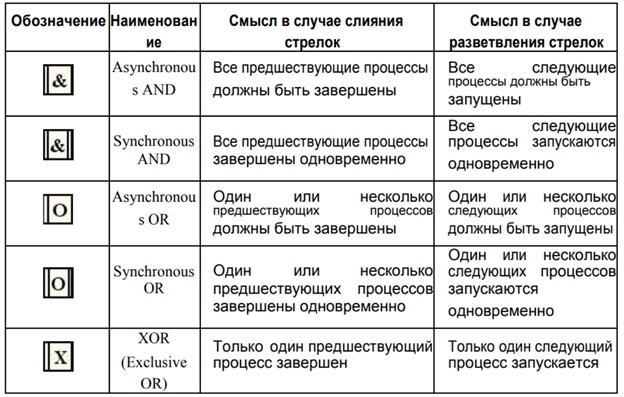 Обозначение Наименован Смысл в случае слияния Смысл в случае
ие стрелок разветвления стрелок
& Asynchronou Все предшествующие процессы Все следующие
s AND должны быть завершены процессы должны быть
запущены
& Synchronous Все предшествующие процессы Все следующие
AND завершены одновременно процессы запускаются
одновременно
O Asynchronou Один или несколько Один или несколько
s OR предшествующих процессов следующих процессов
должны быть завершены должны быть запущены
O Synchronous Один или несколько Один или несколько
OR предшествующих процессов следующих процессов
завершены одновременно запускаются
одновременно
X XOR Только один предшествующий Только один следующий
(Exclusive процесс завершен процесс запускается
OR)